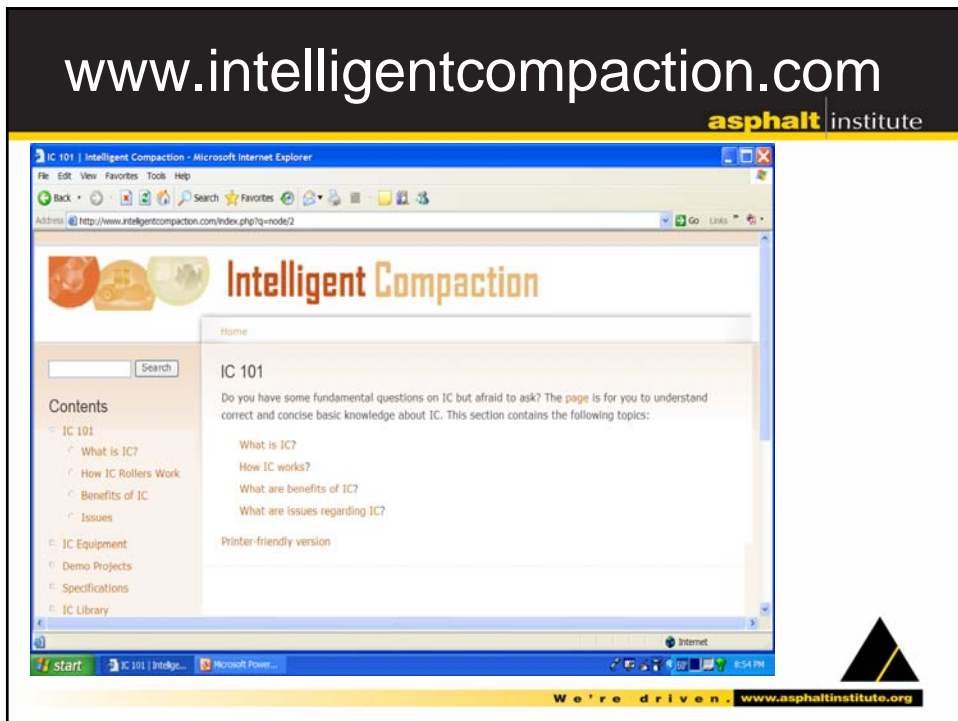 www.intelligentcompaction.com
asphalt institute
IC 101 | Intelligent Compaction - Microsoft Internet Explorer
File Edit View Favorites Tools Help
Back Search Favorites
Address http://www.intelligentcompaction.com/index.php?q=node/2 Go Links
Intelligent Compaction
Home
Search
Contents
IC 101
What is IC?
How IC Rollers Work
Benefits of IC
Issues
IC Equipment
Demo Projects
Specifications
IC Library
IC 101
Do you have some fundamental questions on IC but afraid to ask? The page is for you to understand
correct and concise basic knowledge about IC. This section contains the following topics:
What is IC?
How IC works?
What are benefits of IC?
What are issues regarding IC?
Printer-friendly version
Internet
start IC 101 | Intellige... Microsoft Power... 8:54 PM
We're driven. www.asphaltinstitute.org